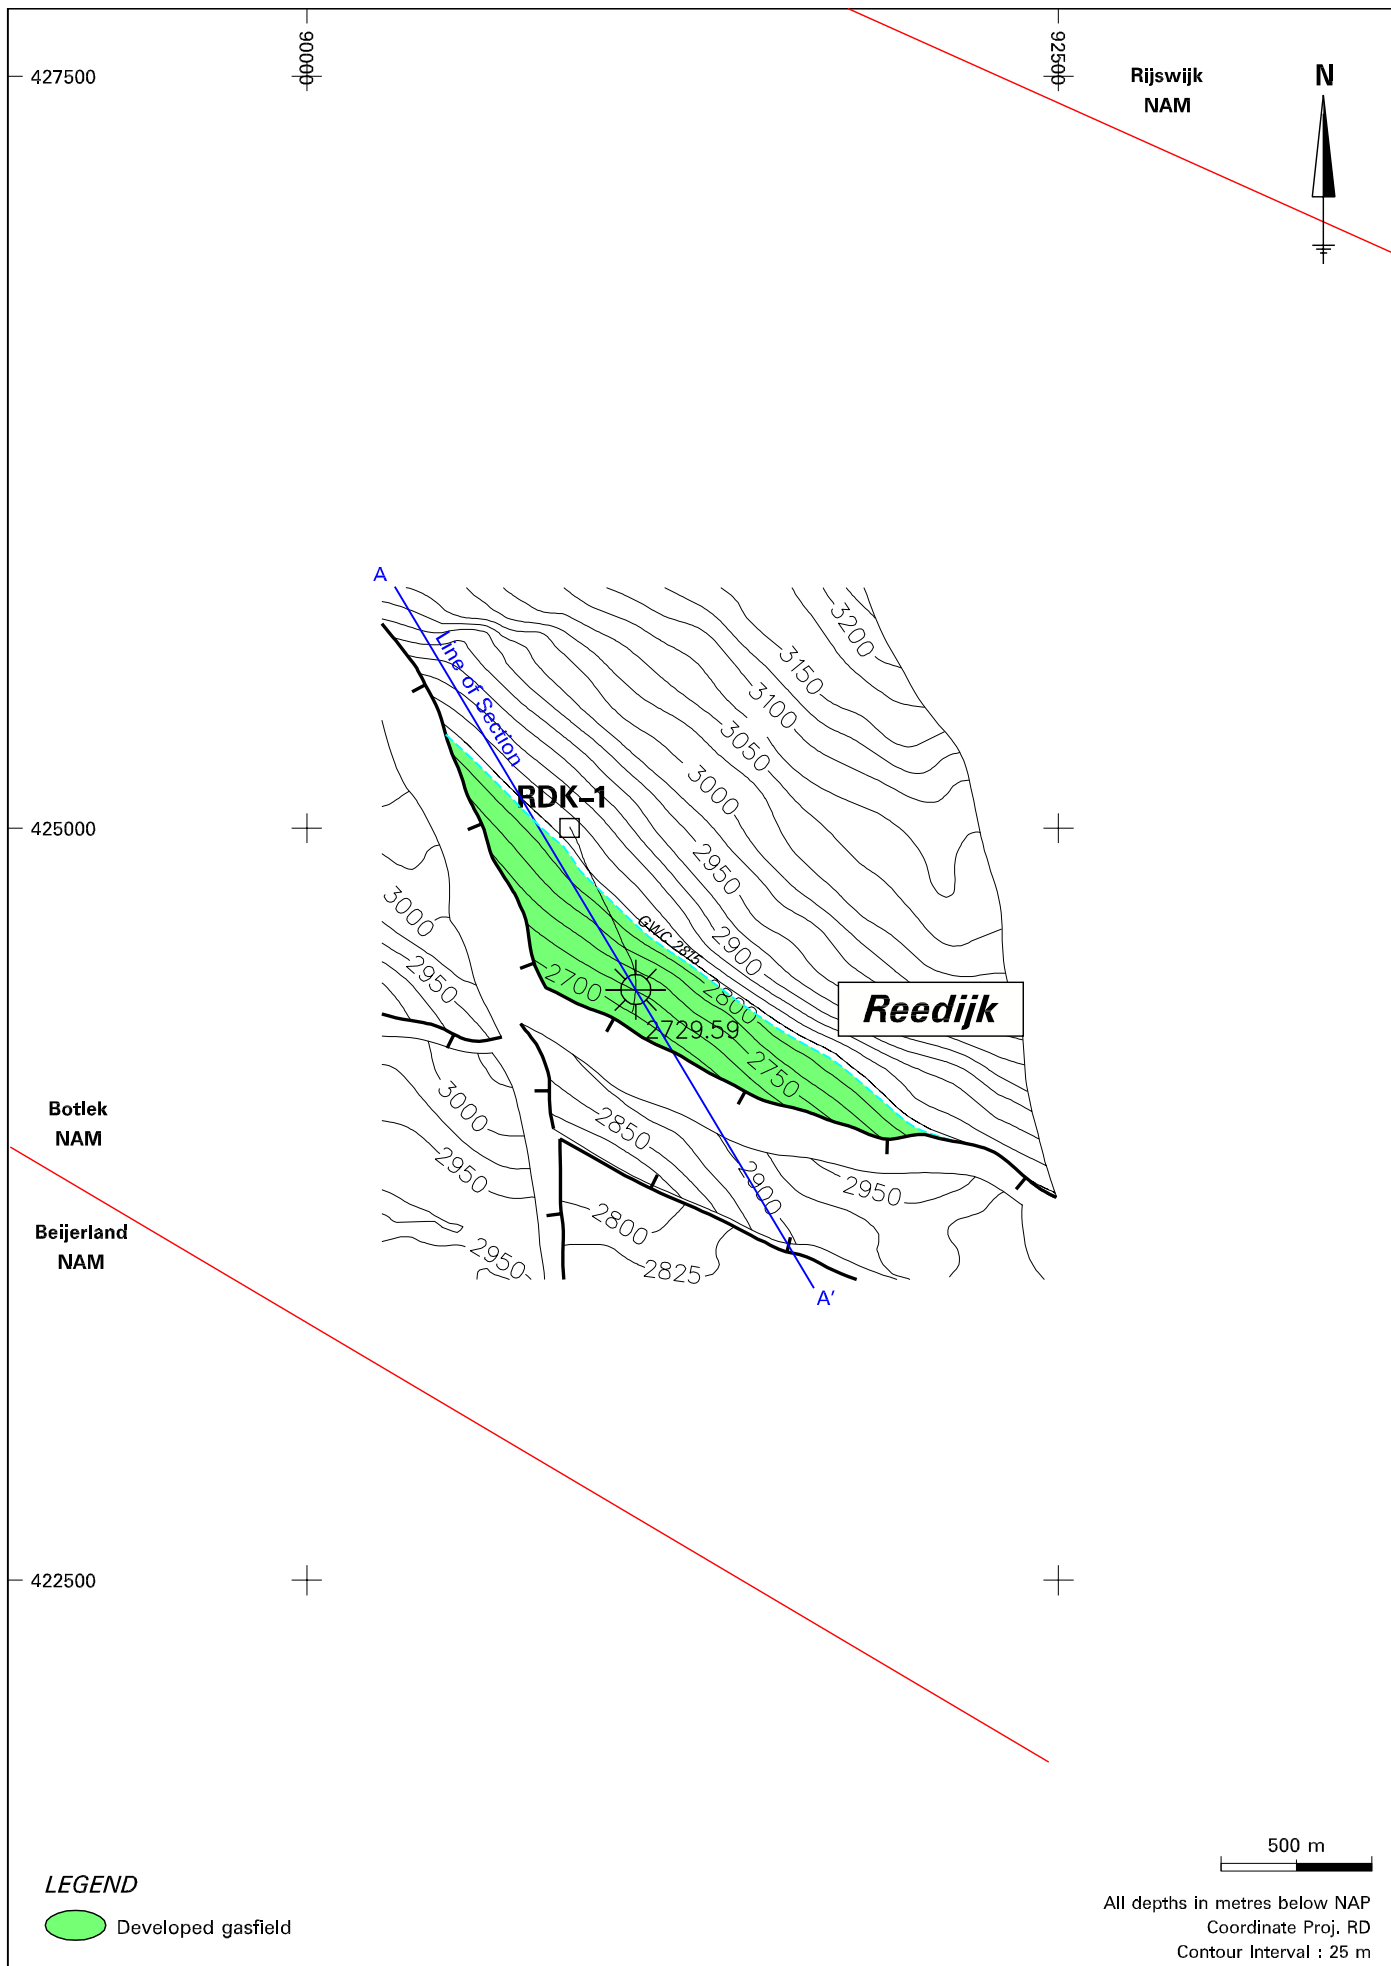 90000
92500
427500
Rijswijk
NAM
N
A
Line of Section
3200
3150
3100
3050
3000
RDK-1
425000
2950
3000
2900
GWC 2815
2950
2700
2800
Reedijk
2729.59
2750
Botlek
NAM
3000
2850
2950
2900
2950
Beijerland
NAM
2800
2950
2825
A'
422500
500 m
LEGEND
Developed gasfield
All depths in metres below NAP
Coordinate Proj. RD
Contour Interval : 25 m